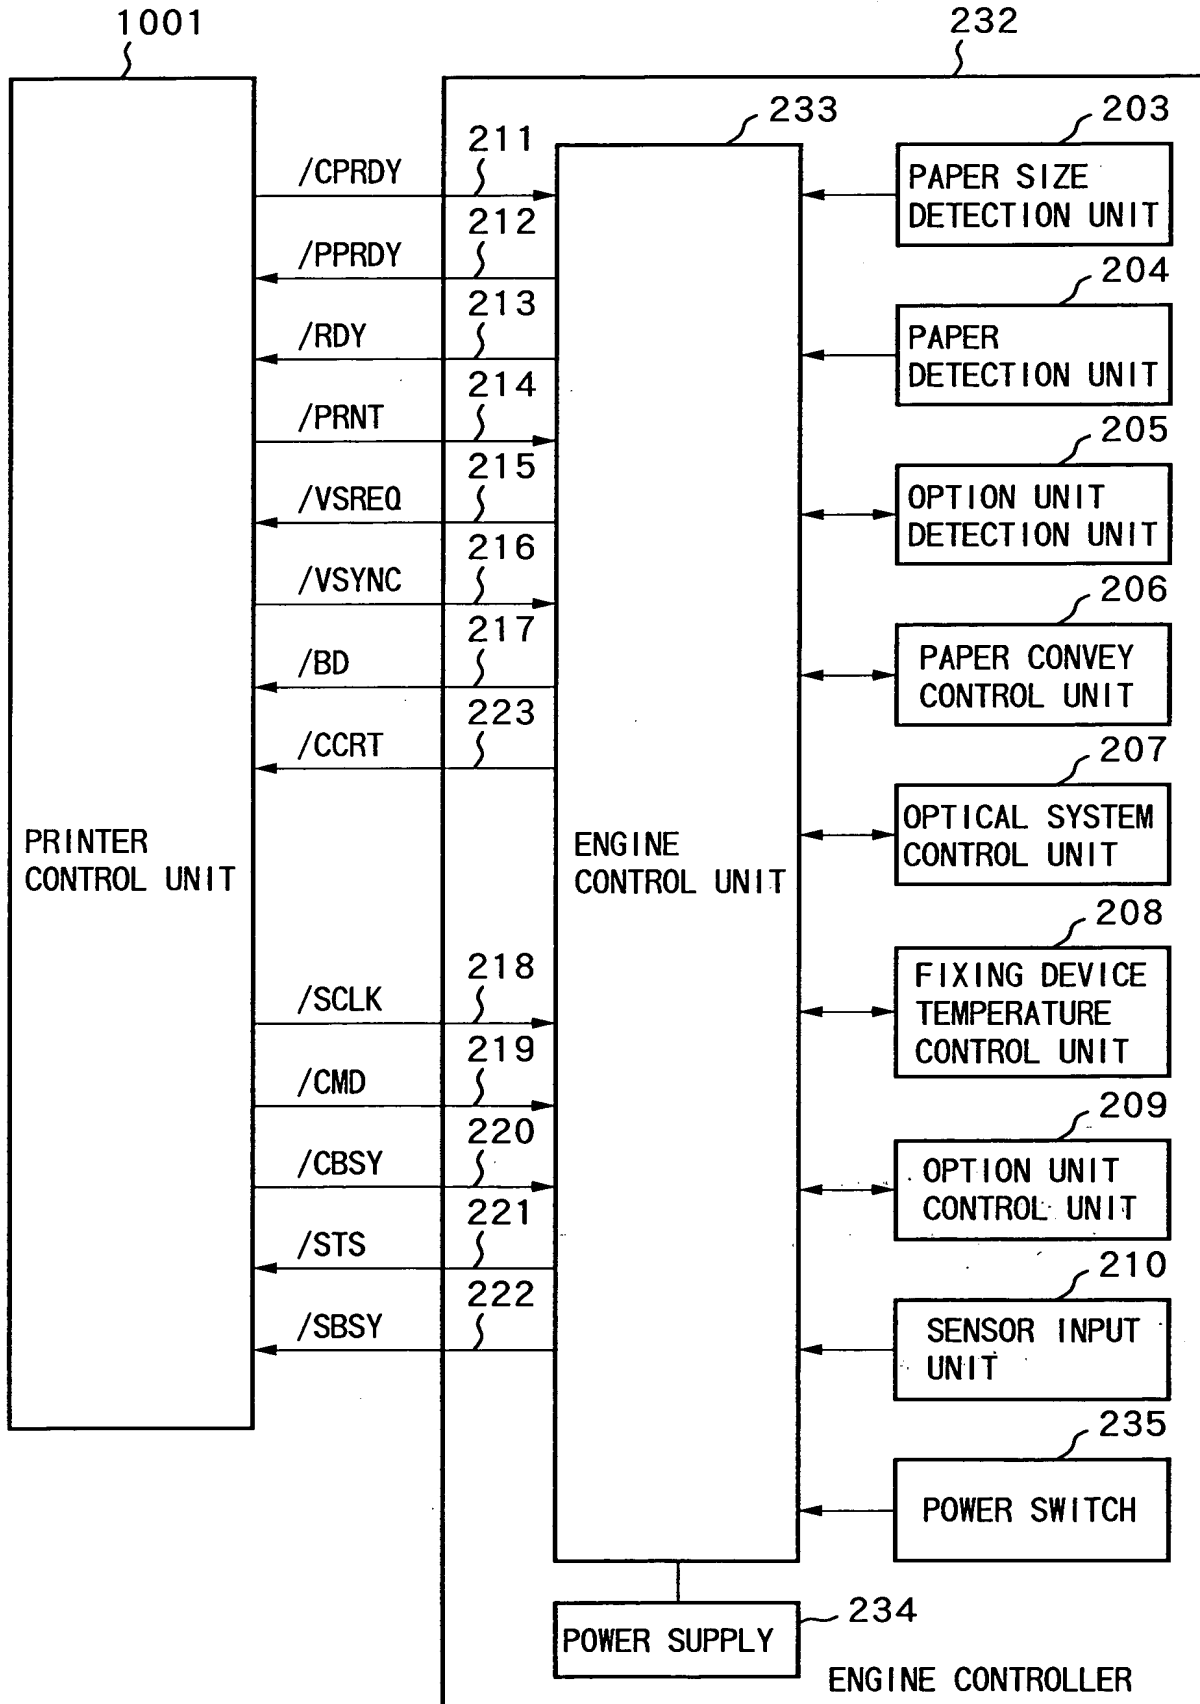 1001
232
233
203
PAPER SIZE
DETECTION UNIT
/CPRDY
211
/PPRDY
212
204
PAPER
DETECTION UNIT
/RDY
213
/PRNT
214
205
OPTION UNIT
DETECTION UNIT
/VSREQ
215
/VSYNC
216
206
PAPER CONVEY
CONTROL UNIT
/BD
217
/CCRT
223
207
OPTICAL SYSTEM
CONTROL UNIT
PRINTER
CONTROL UNIT
ENGINE
CONTROL UNIT
208
FIXING DEVICE
TEMPERATURE
CONTROL UNIT
/SCLK
218
/CMD
219
209
OPTION UNIT
CONTROL UNIT
/CBSY
220
/STS
221
210
SENSOR INPUT
UNIT
/SBSY
222
235
POWER SWITCH
234
POWER SUPPLY
ENGINE CONTROLLER